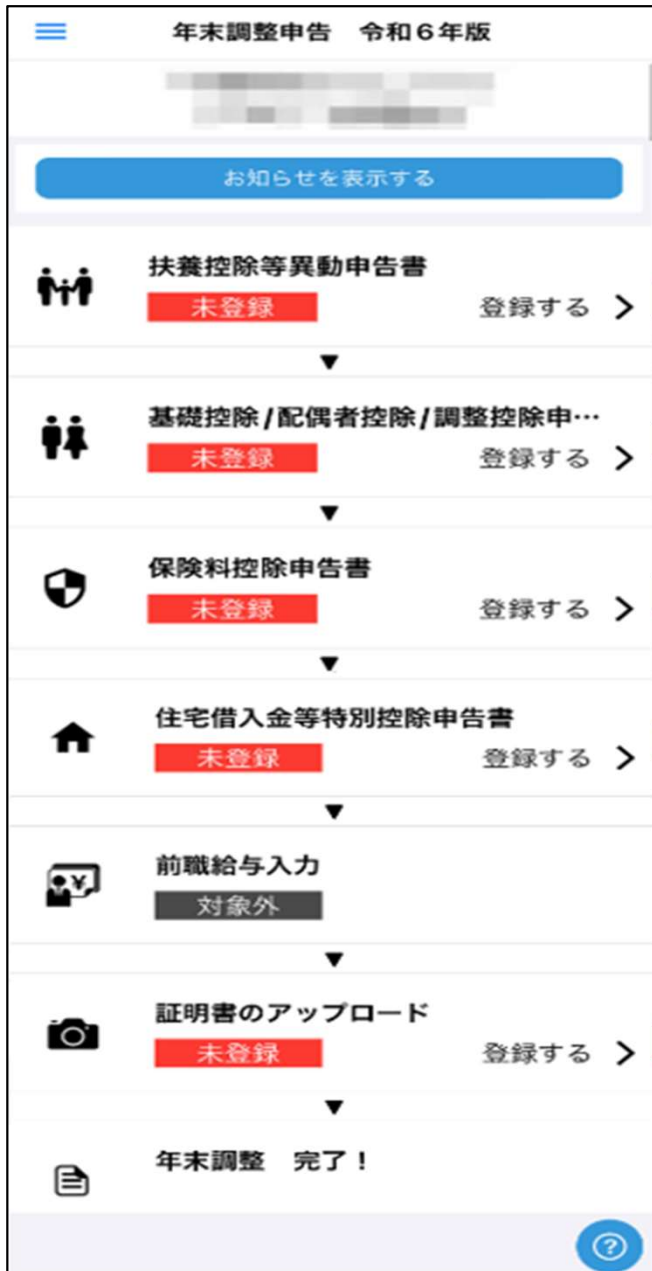 年末調整申告　令和6年版
お知らせを表示する
扶養控除等異動申告書
未登録 登録する
基礎控除/配偶者控除/調整控除申…
未登録 登録する
保険料控除申告書
未登録 登録する
住宅借入金等特別控除申告書
未登録 登録する
前職給与入力
対象外
証明書のアップロード
未登録 登録する
年末調整　完了！